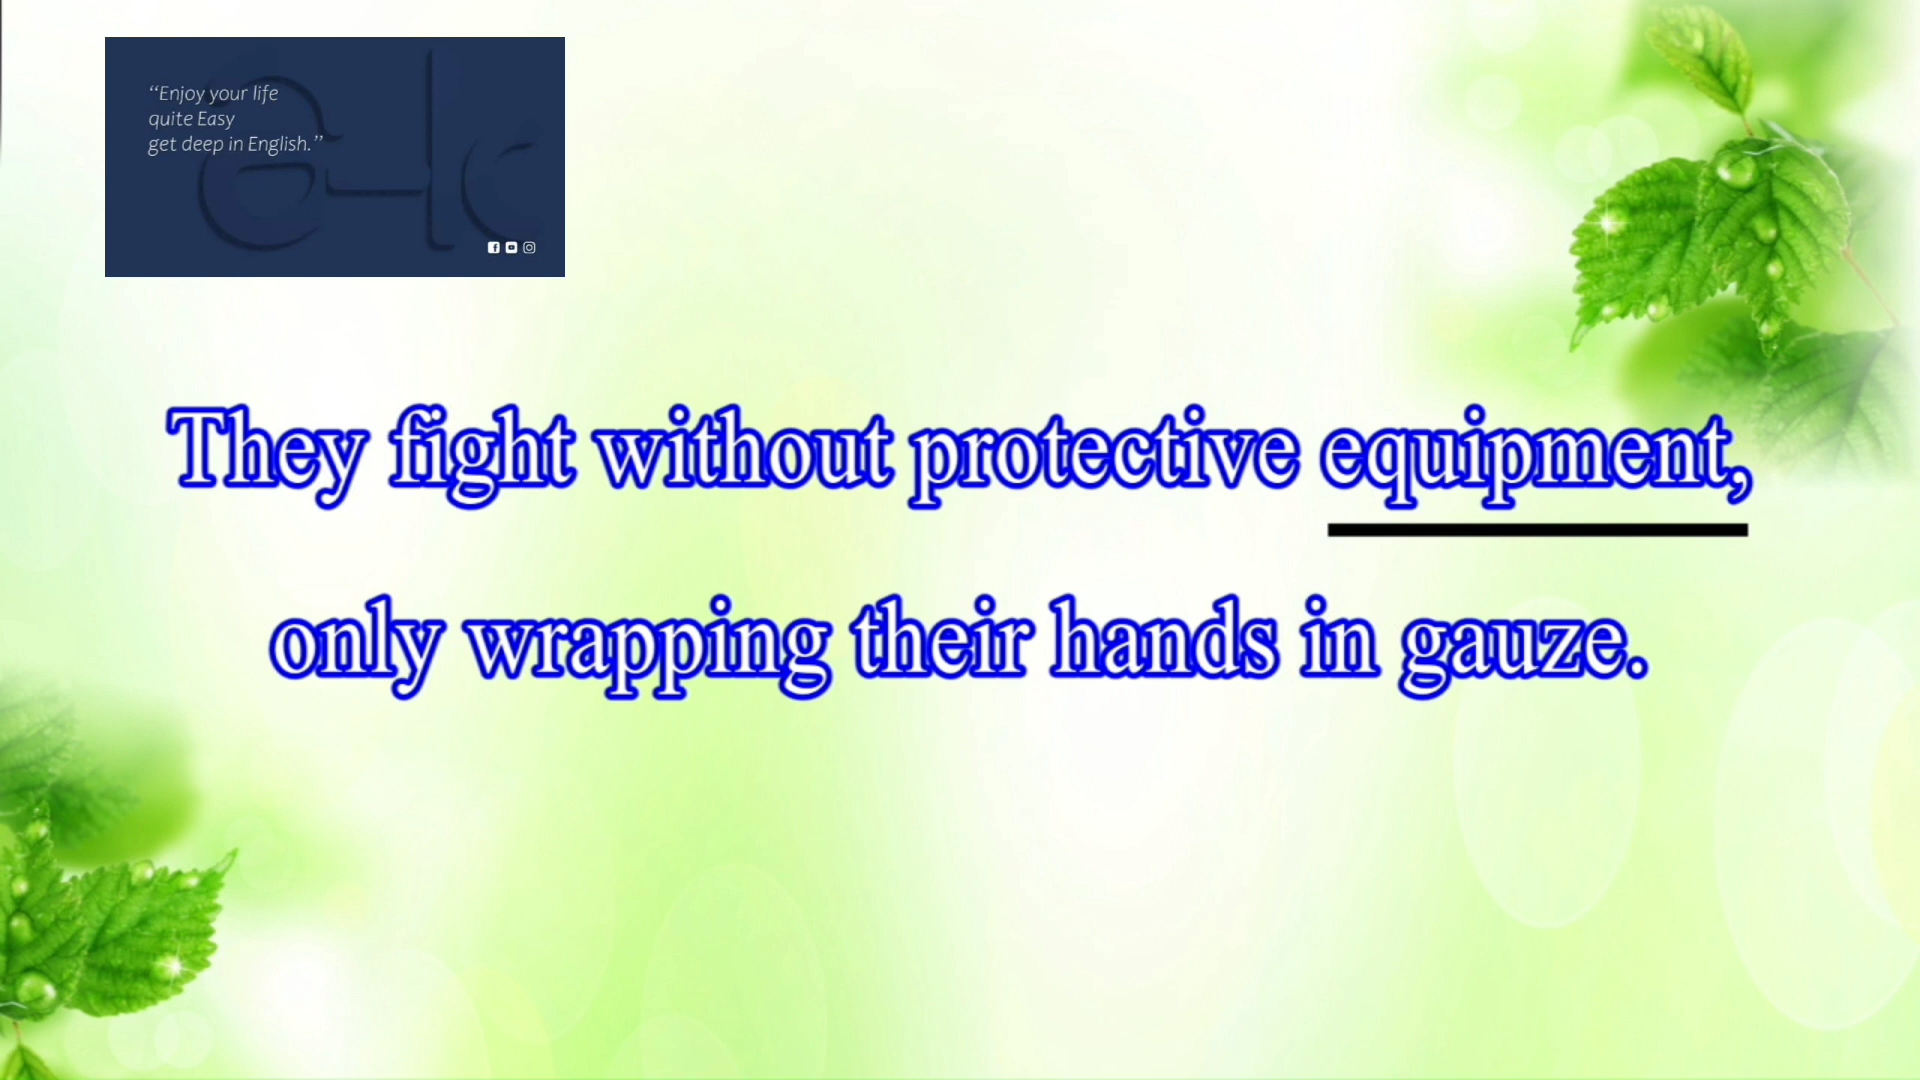 “Enjoy your life
quite Easy
get deep in English.”
They fight without protective equipment,
only wrapping their hands in gauze.